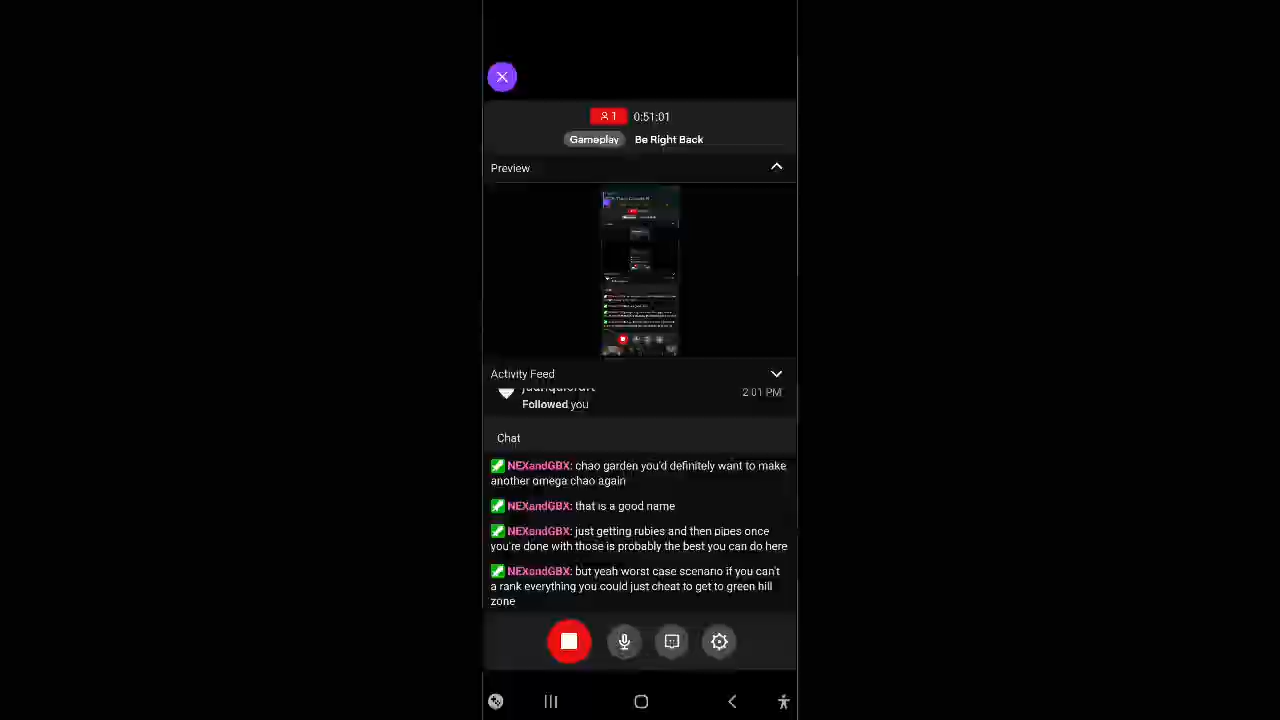 1 0:51:01
Gameplay Be Right Back
Preview
Activity Feed
2:01 PM
Followed you
Chat
NEXandGBX: chao garden you'd definitely want to make
another omega chao again
NEXandGBX: that is a good name
NEXandGBX: just getting rubies and then pipes once
you're done with those is probably the best you can do here
NEXandGBX: but yeah worst case scenario if you can't
a rank everything you could just cheat to get to green hill
zone